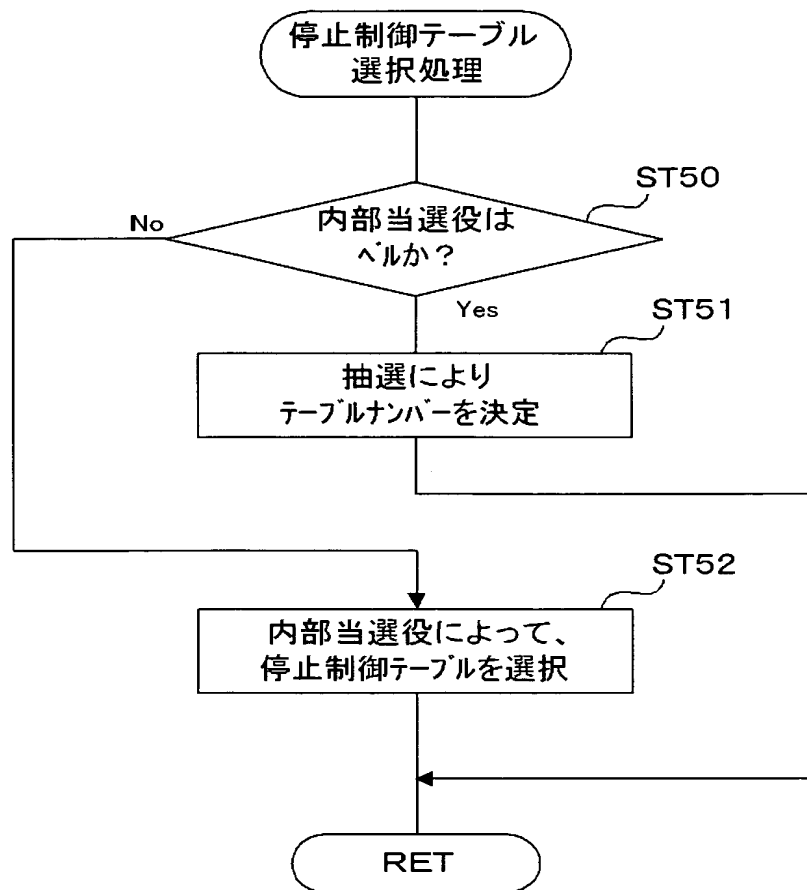 停止制御テーブル
選択処理
ST50
内部当選役は
ベルか？
No
Yes
ST51
抽選により
テーブルナンバーを決定
ST52
内部当選役によって、
停止制御テーブルを選択
RET